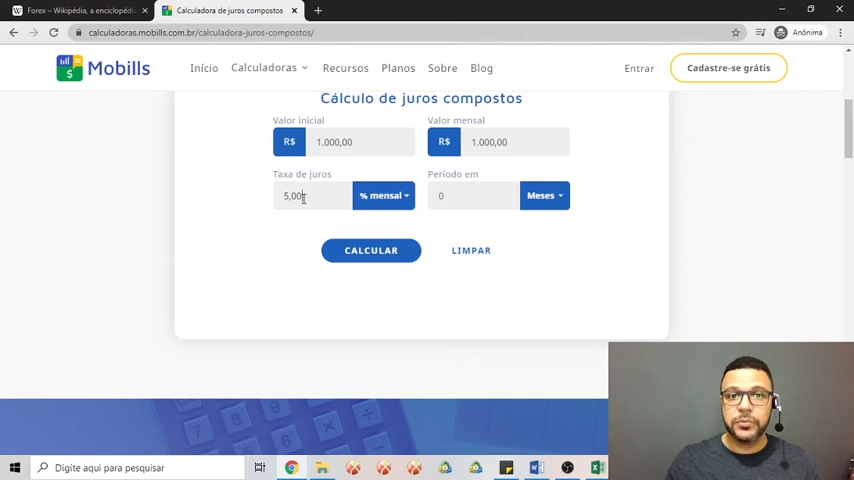 Forex – Wikipédia, a enciclopédi
Calculadora de juros compostos
calculadoras.mobills.com.br/calculadora-juros-compostos/
Anônima
Mobills
Início
Calculadoras
Recursos
Planos
Sobre
Blog
Entrar
Cadastre-se grátis
Cálculo de juros compostos
Valor inicial
Valor mensal
R$ 1.000,00
R$ 1.000,00
Taxa de juros
Período em
5,00
% mensal
0
Meses
CALCULAR
LIMPAR
Digite aqui para pesquisar